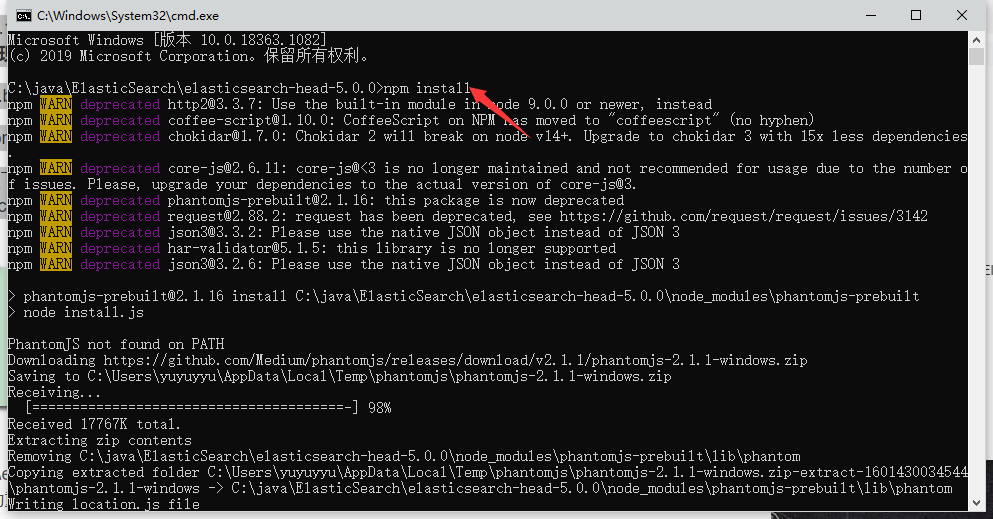 C:\Windows\System32\cmd.exe
Microsoft Windows [版本 10.0.18363.1082]
(c) 2019 Microsoft Corporation。保留所有权利。
C:\java\ElasticSearch\elasticsearch-head-5.0.0>npm install
npm WARN deprecated http2@3.3.7: Use the built-in module in node 9.0.0 or newer, instead
npm WARN deprecated coffee-script@1.10.0: CoffeeScript on NPM has moved to "coffeescript" (no hyphen)
npm WARN deprecated chokidar@1.7.0: Chokidar 2 will break on node v14+. Upgrade to chokidar 3 with 15x less dependencies
.
npm WARN deprecated core-js@2.6.11: core-js@<3 is no longer maintained and not recommended for usage due to the number o
f issues. Please, upgrade your dependencies to the actual version of core-js@3.
npm WARN deprecated phantomjs-prebuilt@2.1.16: this package is now deprecated
npm WARN deprecated request@2.88.2: request has been deprecated, see https://github.com/request/request/issues/3142
npm WARN deprecated json3@3.3.2: Please use the native JSON object instead of JSON 3
npm WARN deprecated har-validator@5.1.5: this library is no longer supported
npm WARN deprecated json3@3.2.6: Please use the native JSON object instead of JSON 3
> phantomjs-prebuilt@2.1.16 install C:\java\ElasticSearch\elasticsearch-head-5.0.0\node_modules\phantomjs-prebuilt
> node install.js
PhantomJS not found on PATH
Downloading https://github.com/Medium/phantomjs/releases/download/v2.1.1/phantomjs-2.1.1-windows.zip
Saving to C:\Users\yuyuyyu\AppData\Local\Temp\phantomjs\phantomjs-2.1.1-windows.zip
Receiving...
[=======================================-] 98%
Received 17767K total.
Extracting zip contents
Removing C:\java\ElasticSearch\elasticsearch-head-5.0.0\node_modules\phantomjs-prebuilt\lib\phantom
Copying extracted folder C:\Users\yuyuyyu\AppData\Local\Temp\phantomjs\phantomjs-2.1.1-windows.zip-extract-1601430034544
\phantomjs-2.1.1-windows -> C:\java\ElasticSearch\elasticsearch-head-5.0.0\node_modules\phantomjs-prebuilt\lib\phantom
Writing location.js file